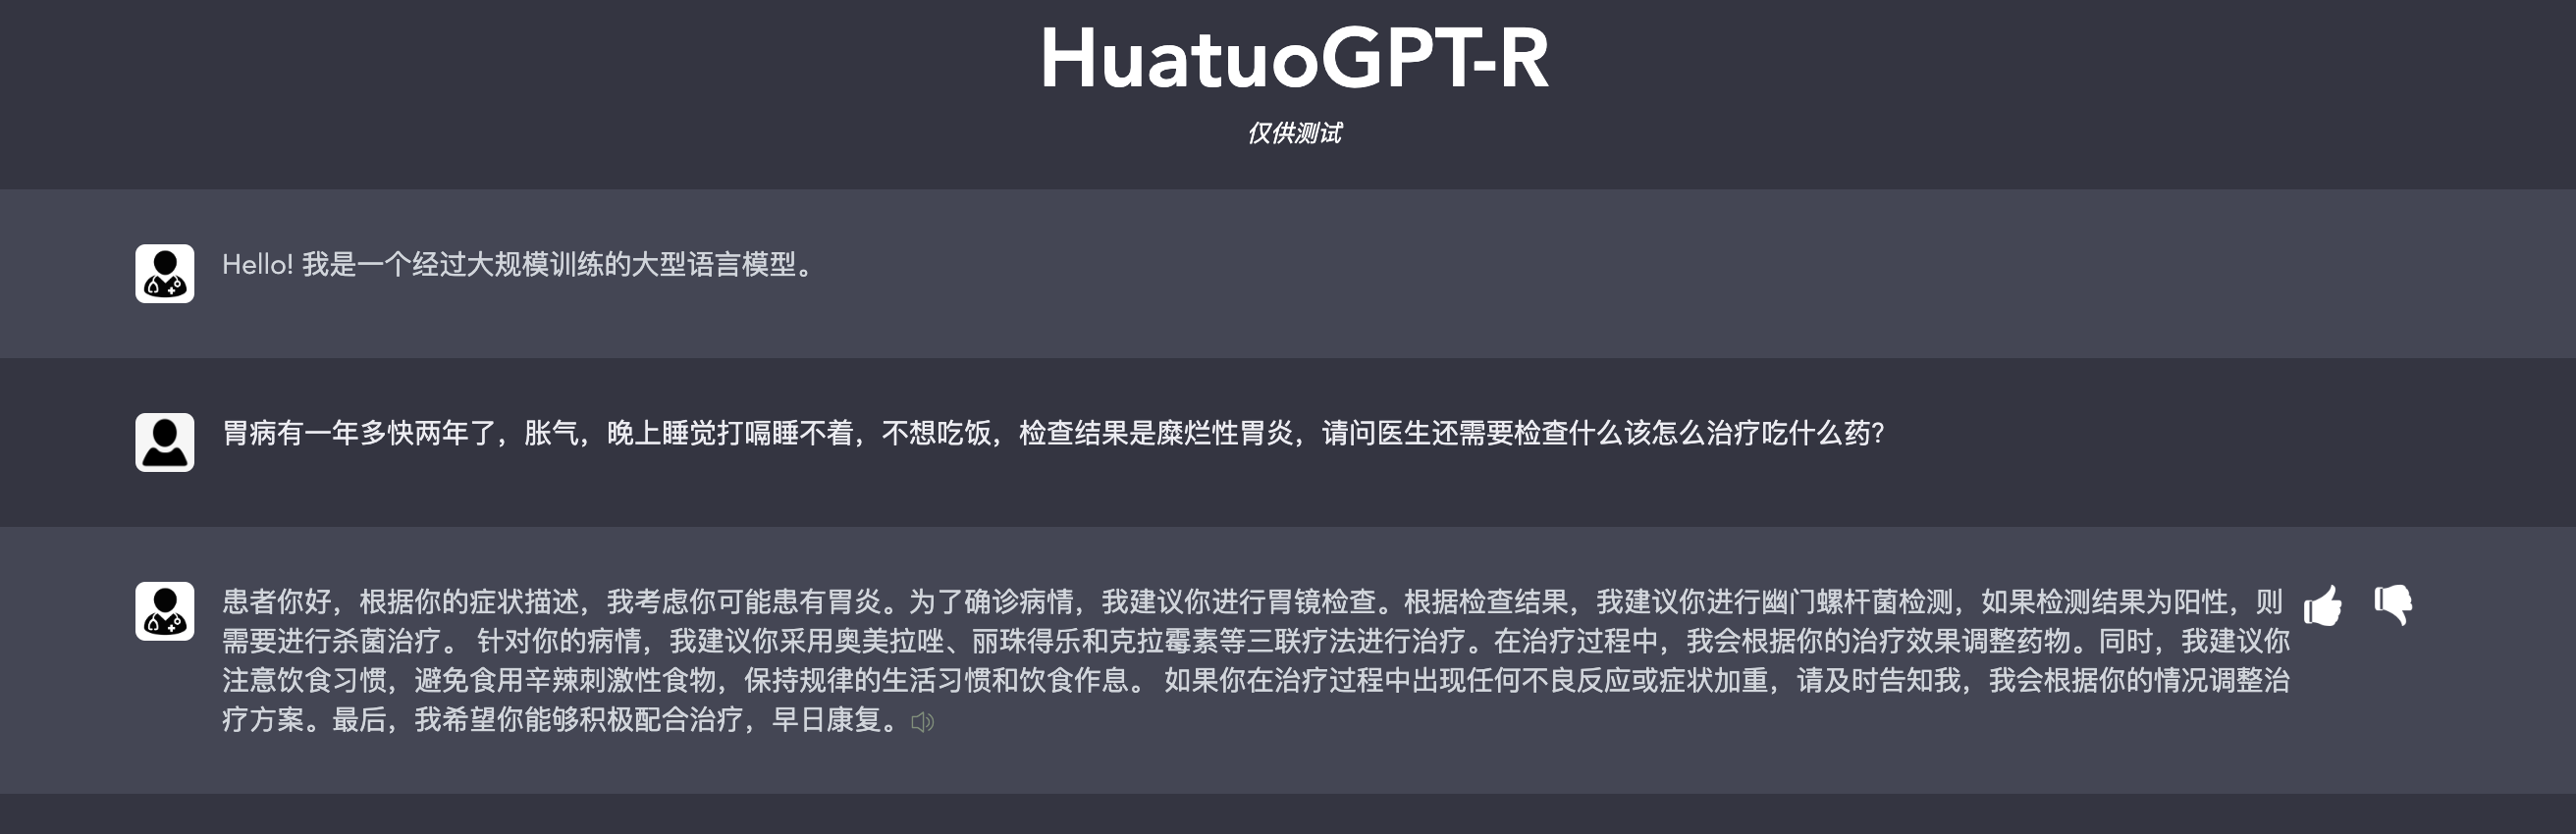 HuatuoGPT-R
仅供测试
Hello! 我是一个经过大规模训练的大型语言模型。
胃病有一年多快两年了，胀气，晚上睡觉打嗝睡不着，不想吃饭，检查结果是糜烂性胃炎，请问医生还需要检查什么该怎么治疗吃什么药?
患者你好，根据你的症状描述，我考虑你可能患有胃炎。为了确诊病情，我建议你进行胃镜检查。根据检查结果，我建议你进行幽门螺杆菌检测，如果检测结果为阳性，则
需要进行杀菌治疗。 针对你的病情，我建议你采用奥美拉唑、丽珠得乐和克拉霉素等三联疗法进行治疗。在治疗过程中，我会根据你的治疗效果调整药物。同时，我建议你
注意饮食习惯，避免食用辛辣刺激性食物，保持规律的生活习惯和饮食作息。 如果你在治疗过程中出现任何不良反应或症状加重，请及时告知我，我会根据你的情况调整治
疗方案。最后，我希望你能够积极配合治疗，早日康复。